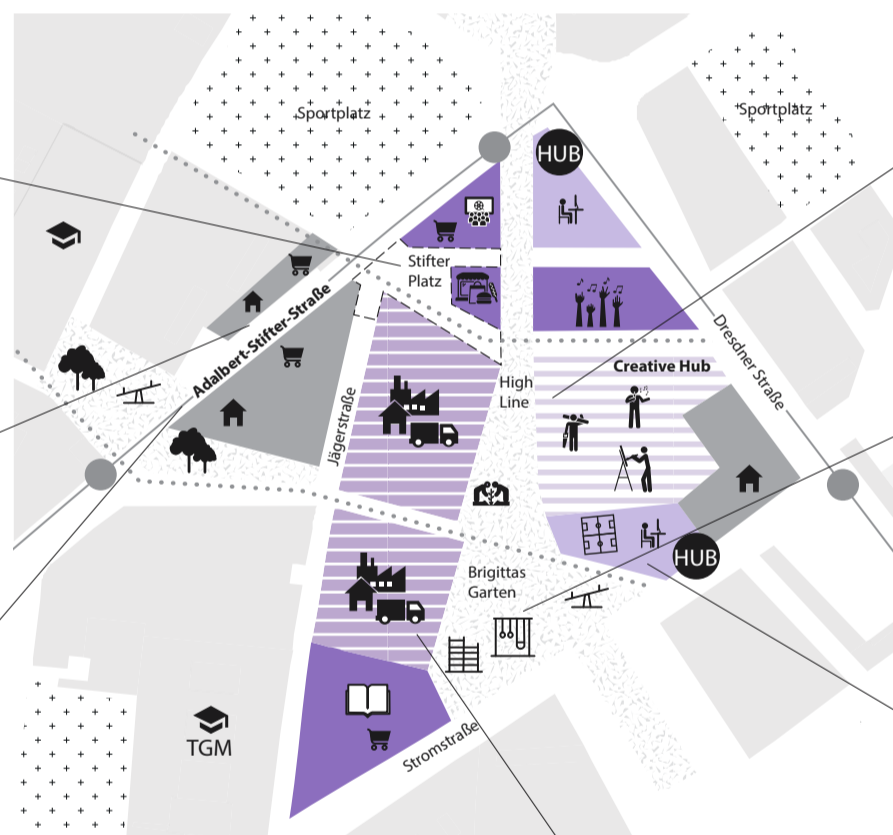 Sportplatz
Sportplatz
HUB
Stifter
Platz
Adalbert-Stifter-Straße
Dresdner Straße
Creative Hub
High
Line
Jägerstraße
HUB
Brigittas
Garten
TGM
Stromstraße